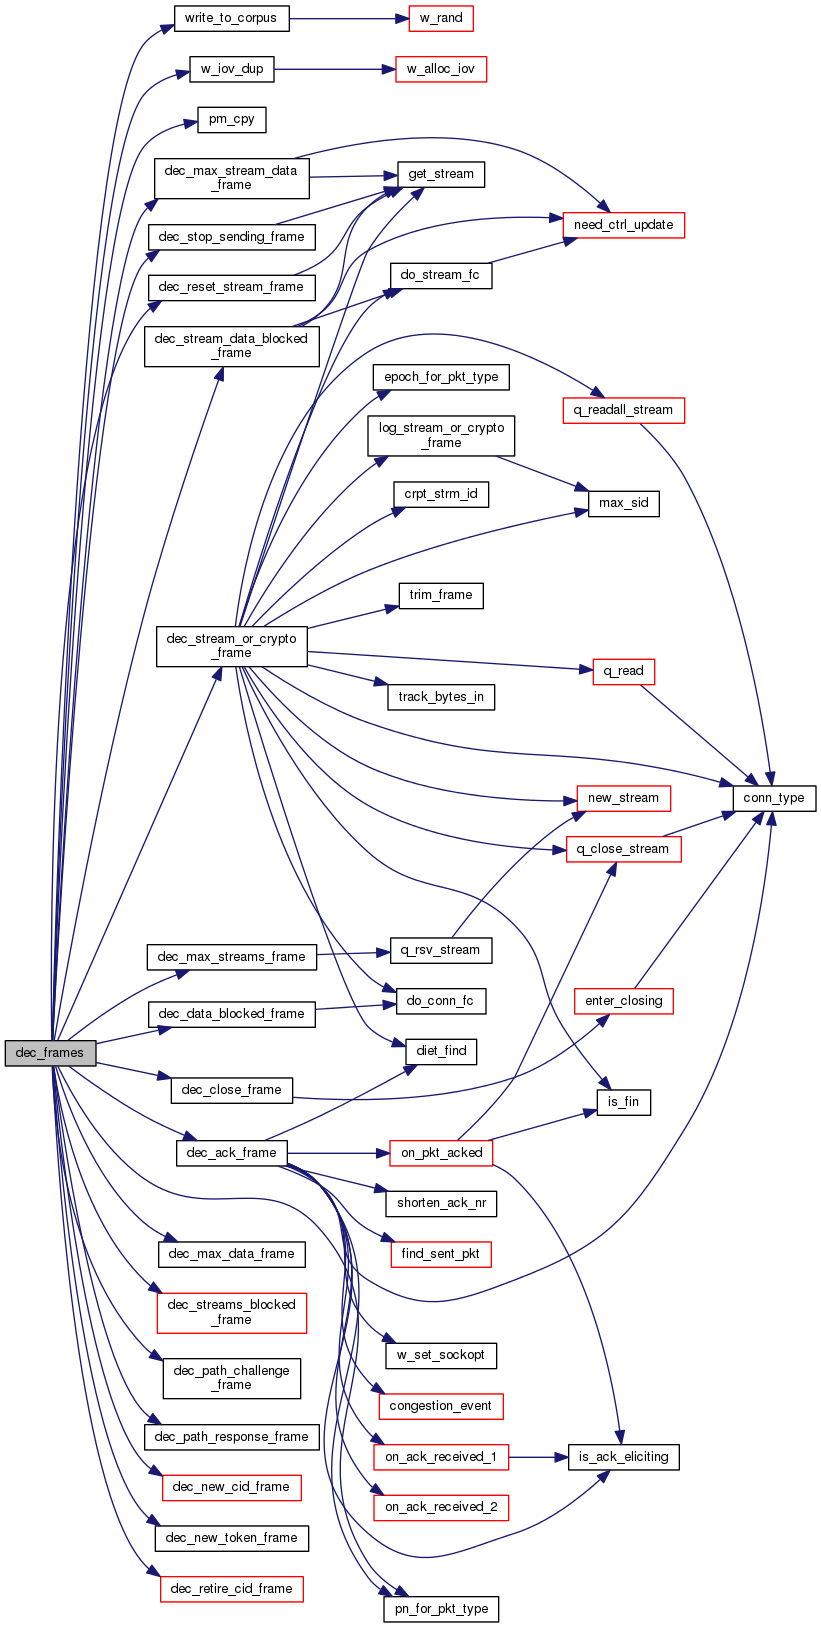 write_to_corpus
w_rand
w_iov_dup
w_alloc_iov
pm_cpy
dec_max_stream_data
_frame
get_stream
need_ctrl_update
dec_stop_sending_frame
do_stream_fc
dec_reset_stream_frame
dec_stream_data_blocked
_frame
epoch_for_pkt_type
q_readall_stream
log_stream_or_crypto
_frame
crpt_strm_id
max_sid
trim_frame
dec_stream_or_crypto
_frame
q_read
track_bytes_in
conn_type
new_stream
q_close_stream
dec_max_streams_frame
q_rsv_stream
do_conn_fc
enter_closing
dec_data_blocked_frame
dec_frames
diet_find
dec_close_frame
is_fin
dec_ack_frame
on_pkt_acked
shorten_ack_nr
dec_max_data_frame
find_sent_pkt
dec_streams_blocked
_frame
w_set_sockopt
dec_path_challenge
_frame
congestion_event
dec_path_response_frame
on_ack_received_1
is_ack_eliciting
dec_new_cid_frame
on_ack_received_2
dec_new_token_frame
dec_retire_cid_frame
pn_for_pkt_type